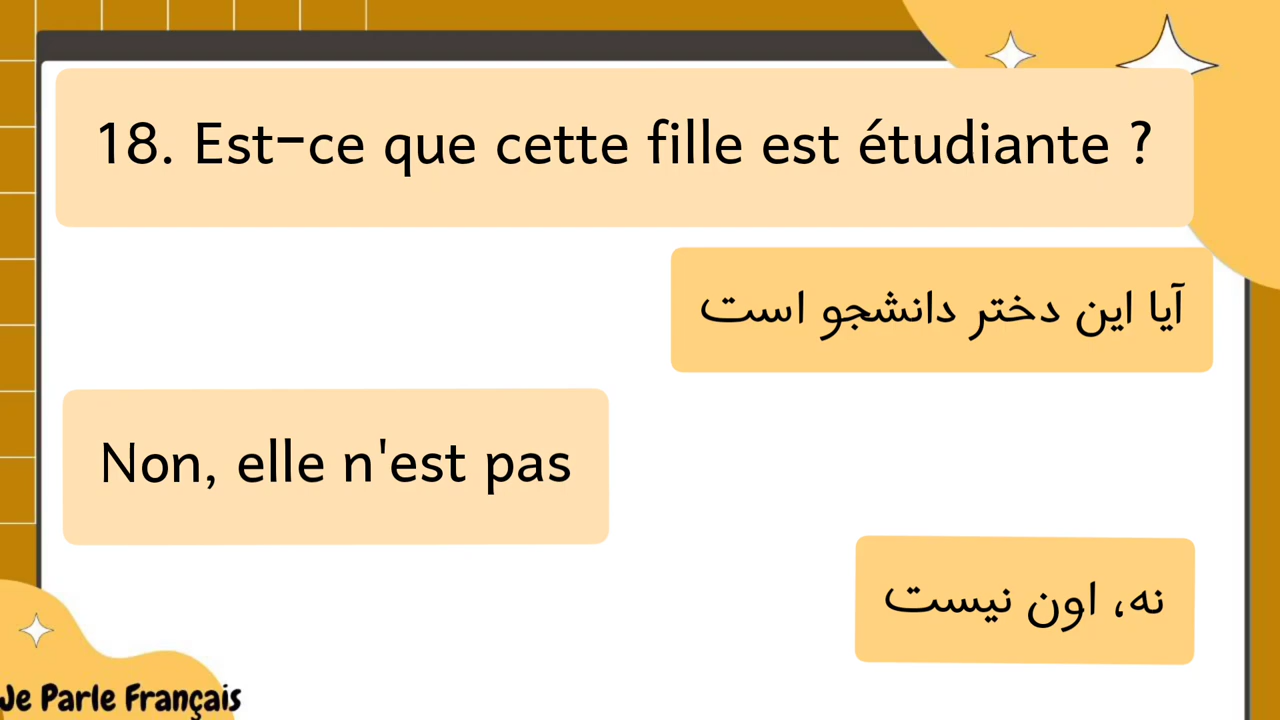 18. Est-ce que cette fille est étudiante ?
آیا این دختر دانشجو است
Non, elle n'est pas
نه، اون نیست
Je Parle Français